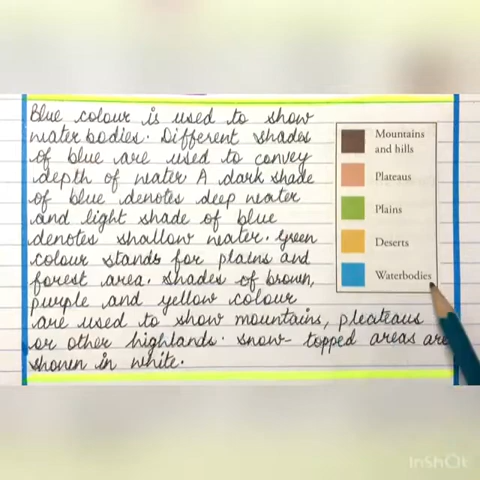 Blue colour is used to show
water bodies. Different shades
of blue are used to convey
depth of water A dark shade
of blue denotes deep water
and light shade of blue
denotes shallow water. Green
colour stands for plains and
forest area. Shades of brown,
purple and yellow colour
are used to show mountains, pleateaus
or other highlands. Snow- topped areas are
shown in white.
Mountains
and hills
Plateaus
Plains
Deserts
Waterbodies
InShOt